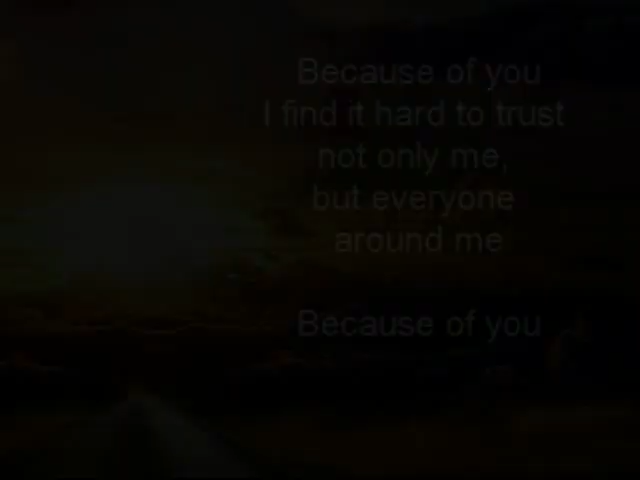 Because of you
I find it hard to trust
not only me,
but everyone
around me
Because of you